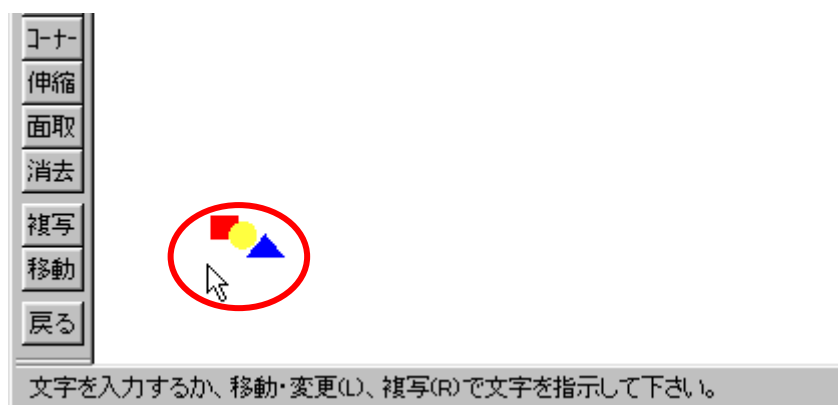 ｺｰﾅｰ
伸縮
面取
消去
複写
移動
戻る
文字を入力するか、移動・変更(L)、複写(R)で文字を指示して下さい。